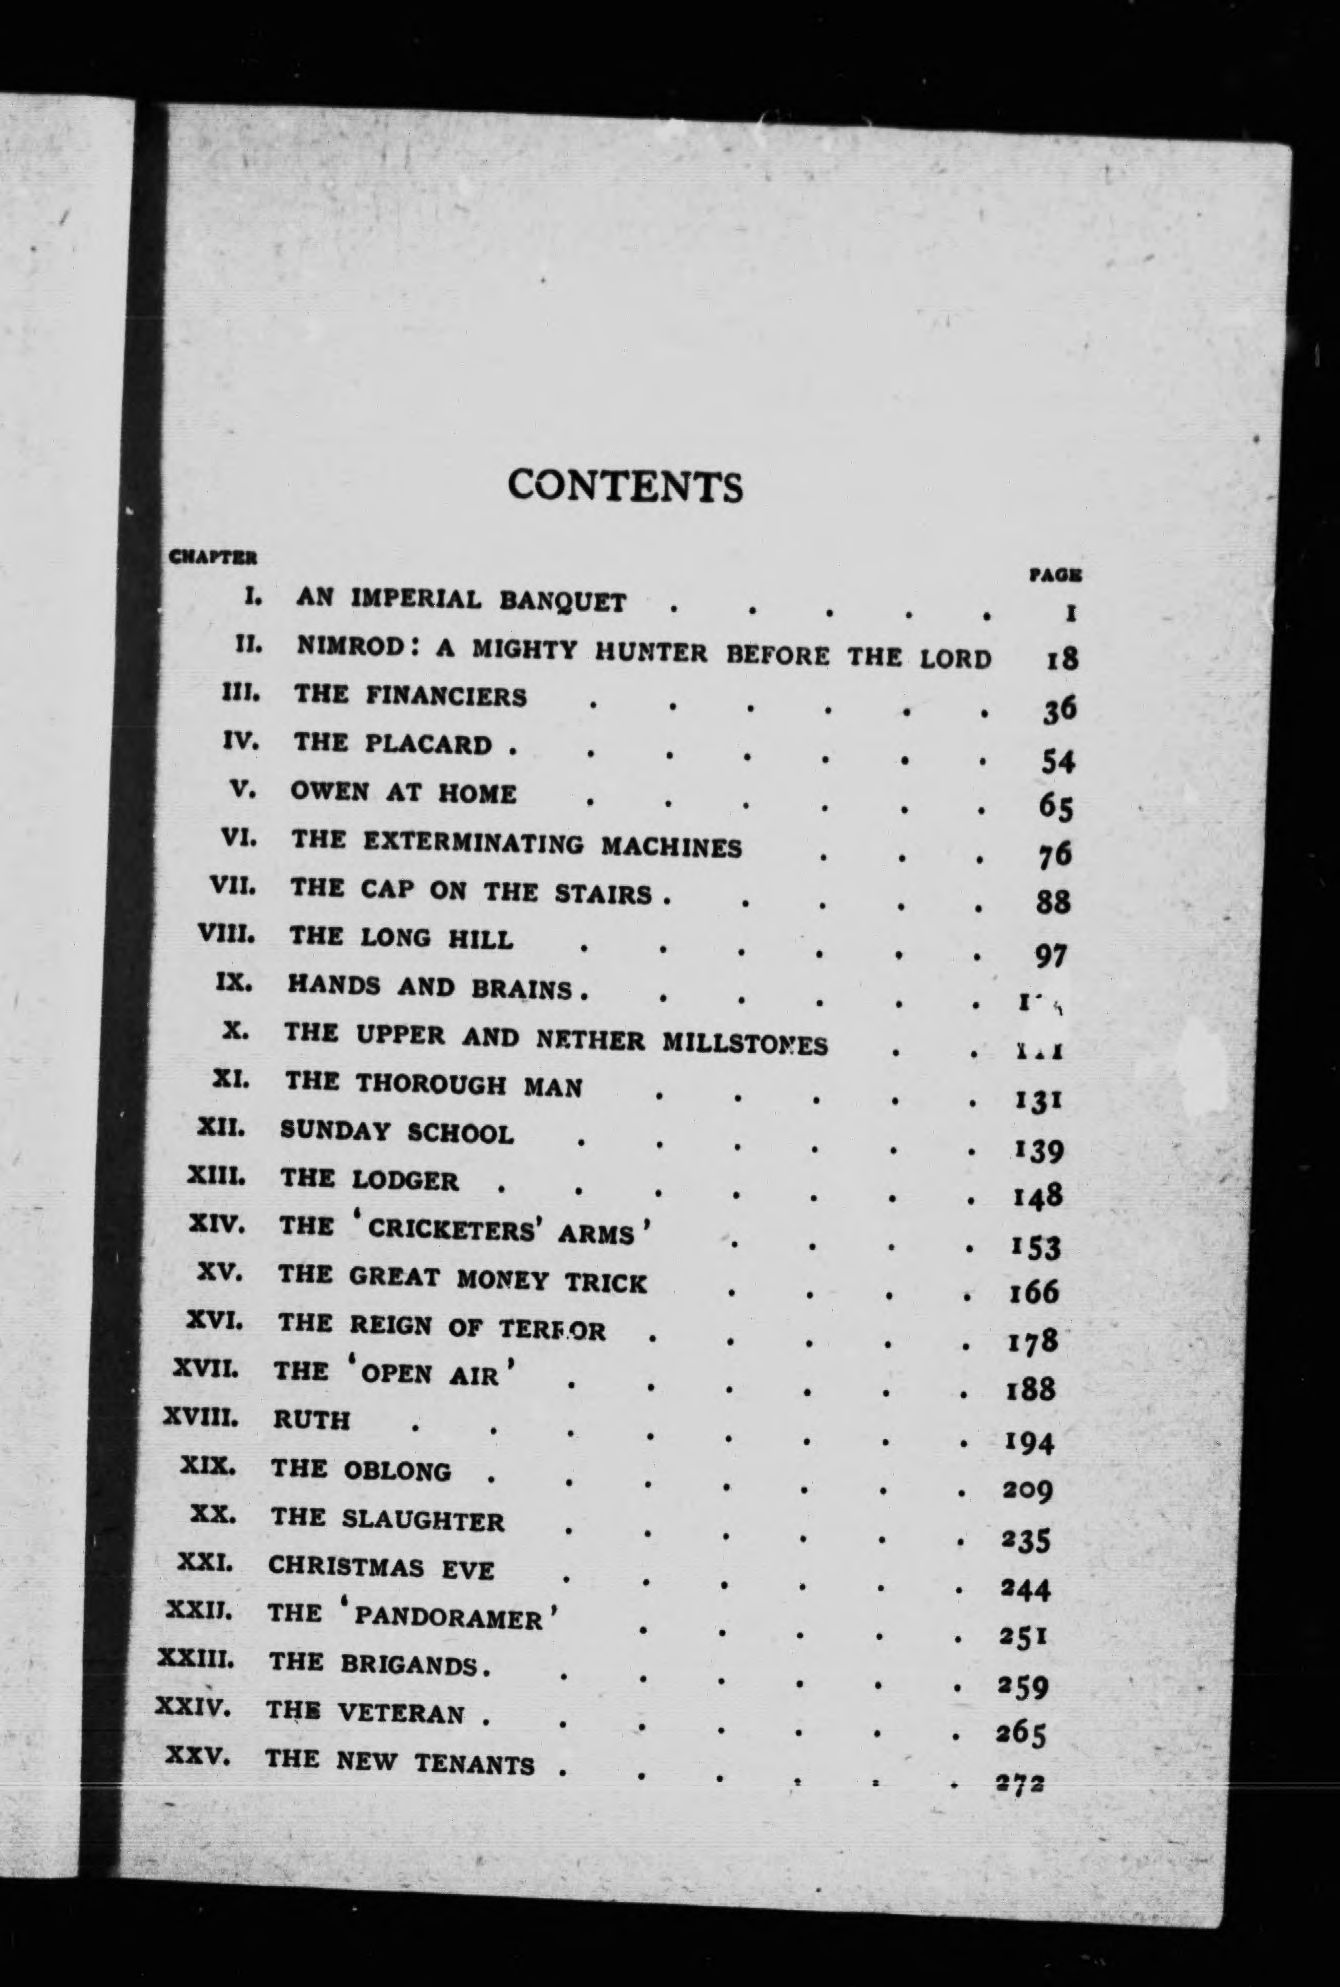 CONTENTS
CHAPTER PAGE
I. AN IMPERIAL BANQUET . . . . . 1
II. NIMROD: A MIGHTY HUNTER BEFORE THE LORD 18
III. THE FINANCIERS . . . . . . 36
IV. THE PLACARD . . . . . . . 54
V. OWEN AT HOME . . . . . . 65
VI. THE EXTERMINATING MACHINES . . . 76
VII. THE CAP ON THE STAIRS . . . . . 88
VIII. THE LONG HILL . . . . . . 97
IX. HANDS AND BRAINS . . . . . .
X. THE UPPER AND NETHER MILLSTONES . .
XI. THE THOROUGH MAN . . . . . 131
XII. SUNDAY SCHOOL . . . . . . 139
XIII. THE LODGER . . . . . . . 148
XIV. THE 'CRICKETERS' ARMS' . . . . 153
XV. THE GREAT MONEY TRICK . . . . 166
XVI. THE REIGN OF TERROR . . . . . 178
XVII. THE 'OPEN AIR' . . . . . . 188
XVIII. RUTH . . . . . . . . 194
XIX. THE OBLONG . . . . . . . 209
XX. THE SLAUGHTER . . . . . . 235
XXI. CHRISTMAS EVE . . . . . . 244
XXII. THE 'PANDORAMER' . . . . . 251
XXIII. THE BRIGANDS . . . . . . . 259
XXIV. THE VETERAN . . . . . . . 265
XXV. THE NEW TENANTS . . . . . . 272